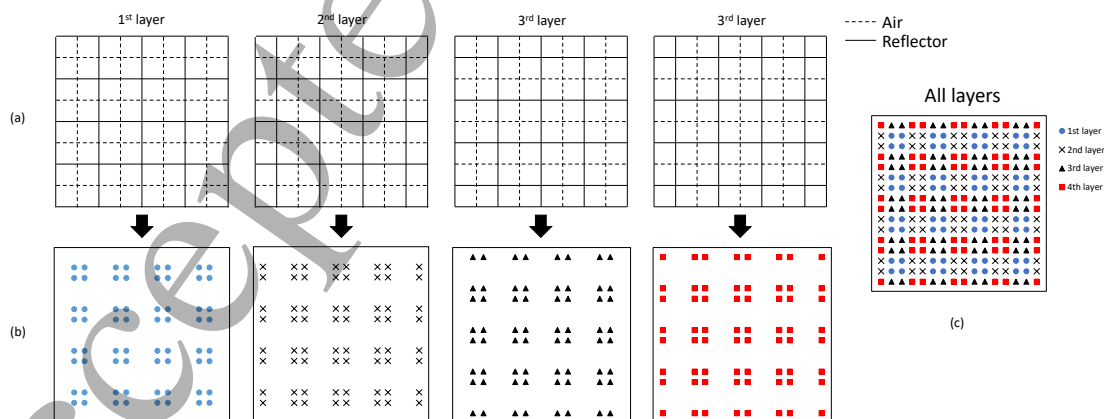 1st layer
2nd layer
3rd layer
3rd layer
Air
Reflector
(a)
All layers
1st layer
2nd layer
3rd layer
4th layer
(b)
(c)
cepte